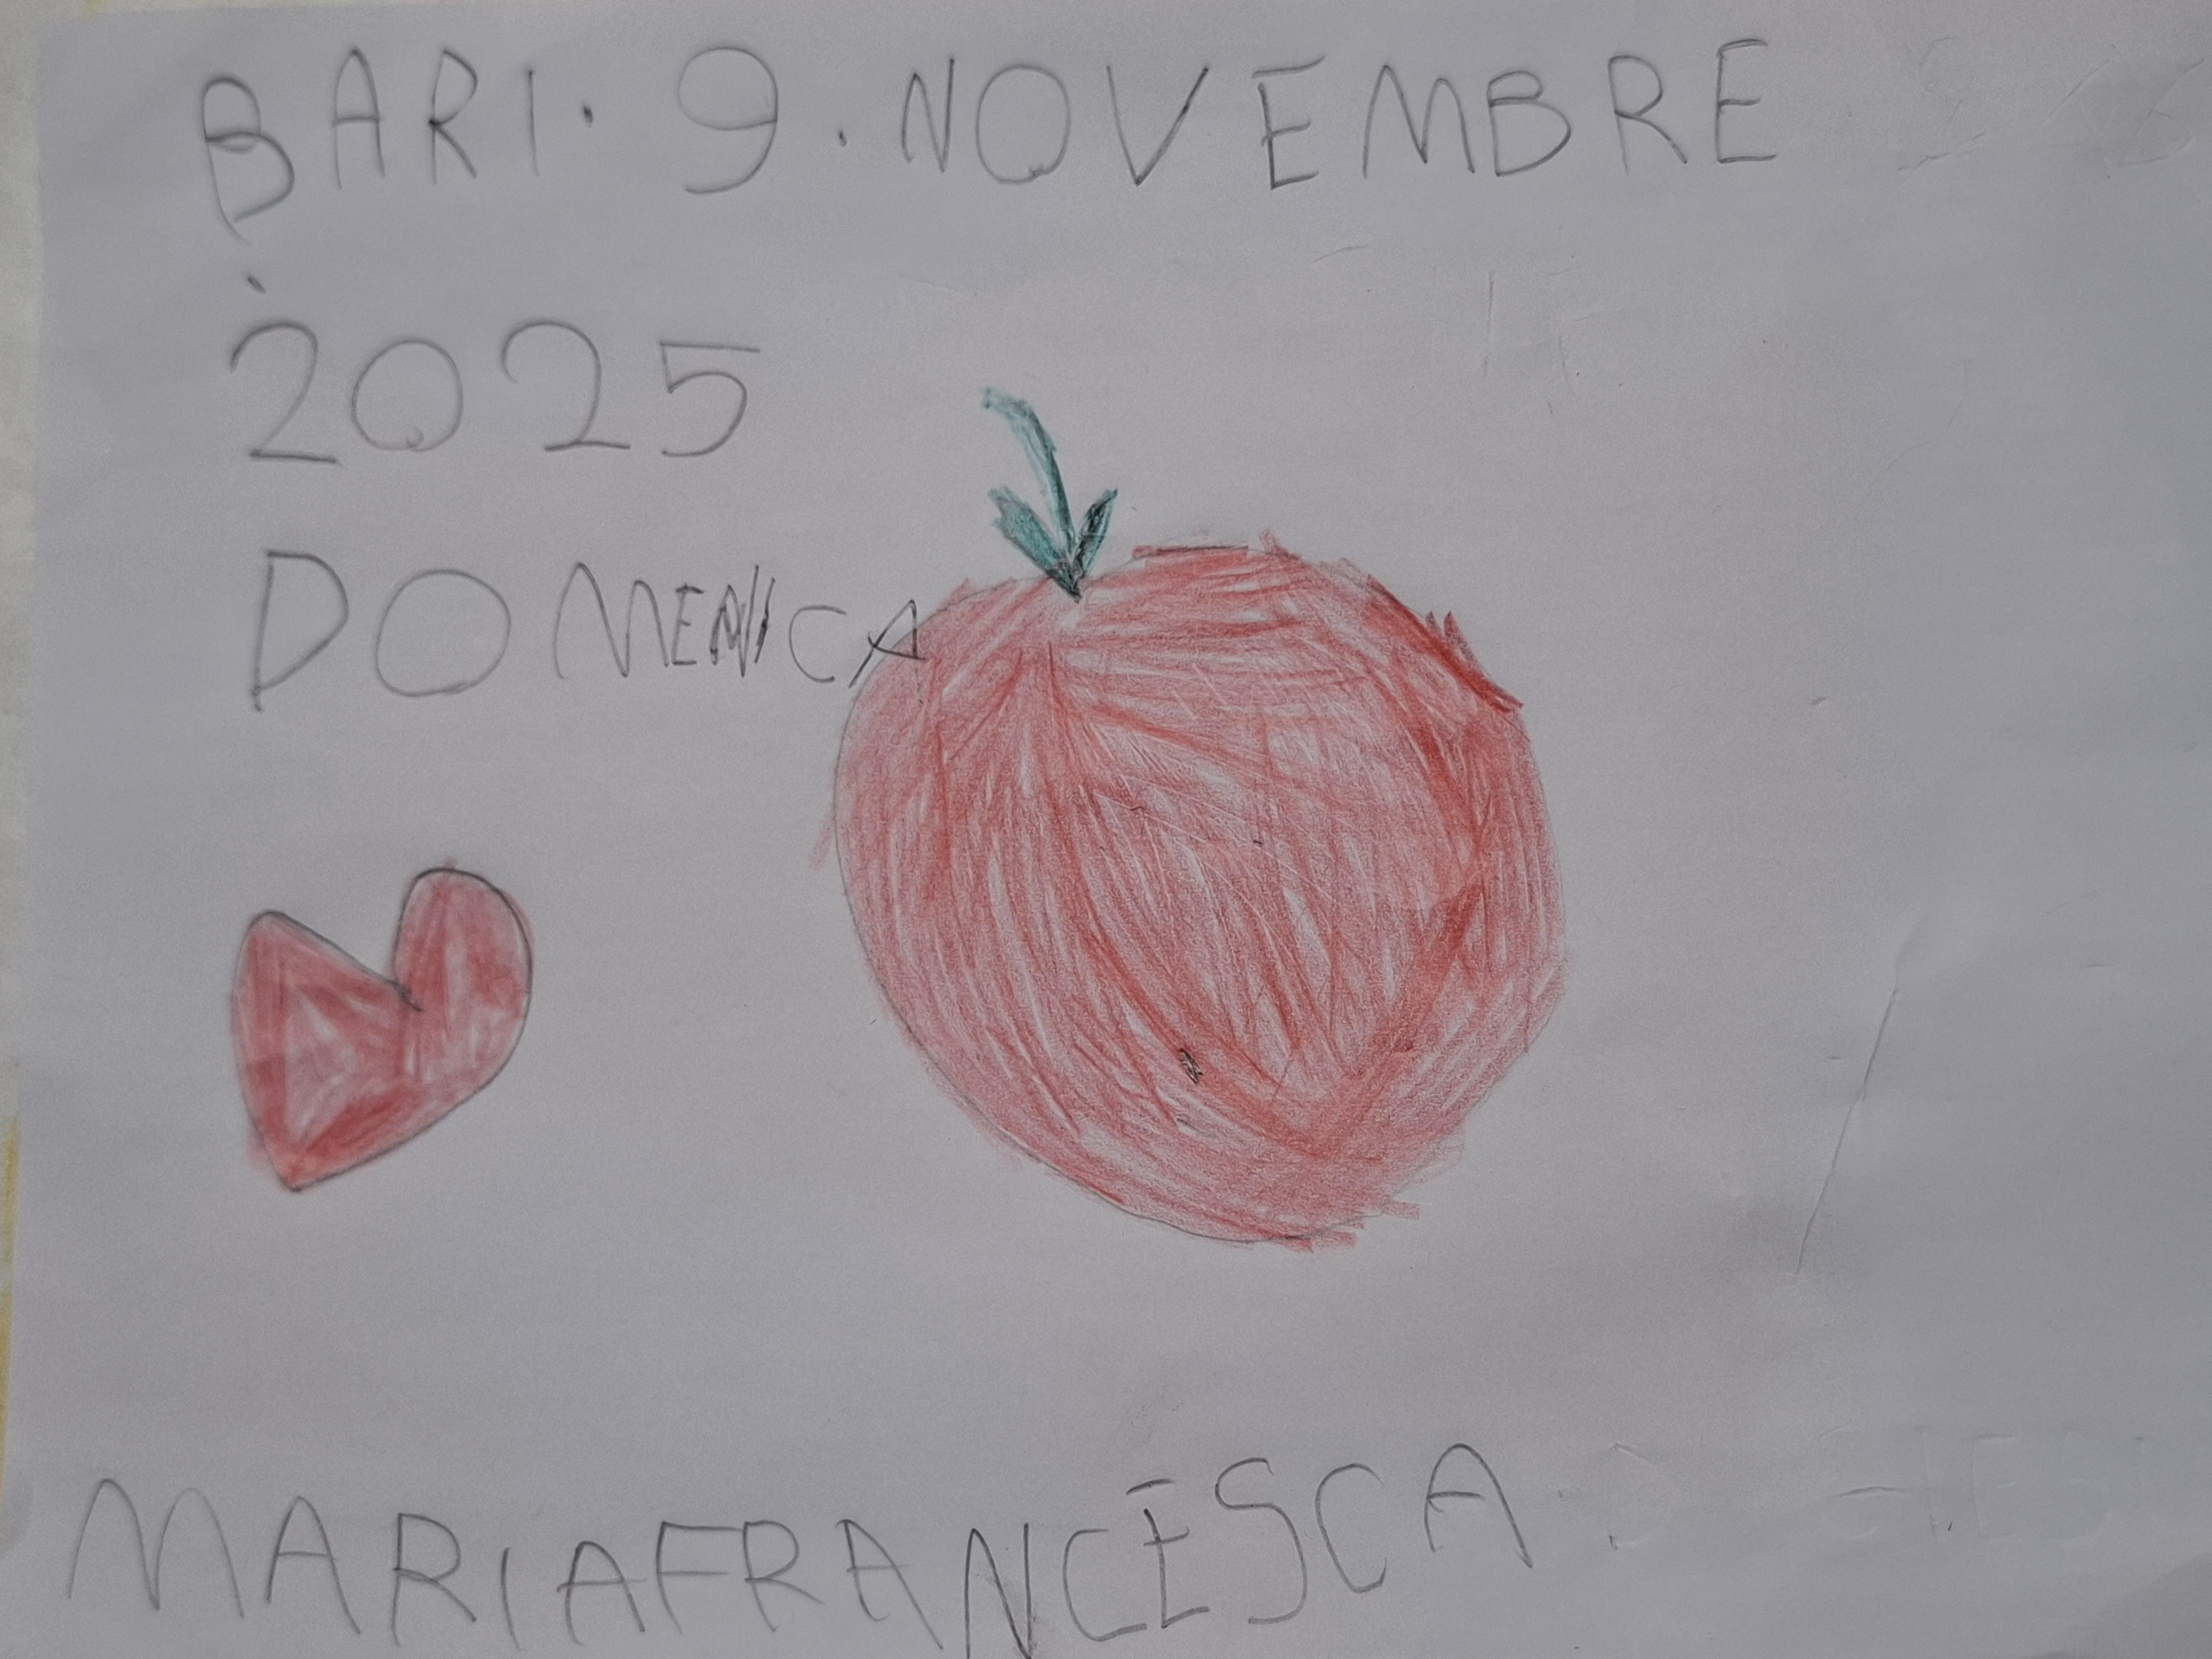 BARI. 9. NOVEMBRE
2025
DOMENICA
MARIAFRANCESCA.